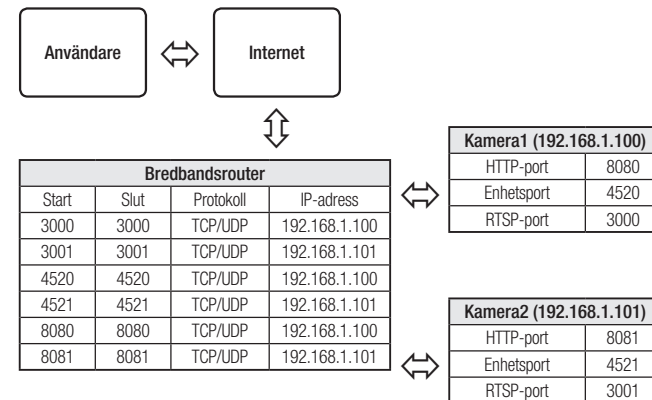 Användare
Internet
Bredbandsrouter
Start Slut Protokoll IP-adress
3000 3000 TCP/UDP 192.168.1.100
3001 3001 TCP/UDP 192.168.1.101
4520 4520 TCP/UDP 192.168.1.100
4521 4521 TCP/UDP 192.168.1.101
8080 8080 TCP/UDP 192.168.1.100
8081 8081 TCP/UDP 192.168.1.101
Kamera1 (192.168.1.100)
HTTP-port 8080
Enhetsport 4520
RTSP-port 3000
Kamera2 (192.168.1.101)
HTTP-port 8081
Enhetsport 4521
RTSP-port 3001